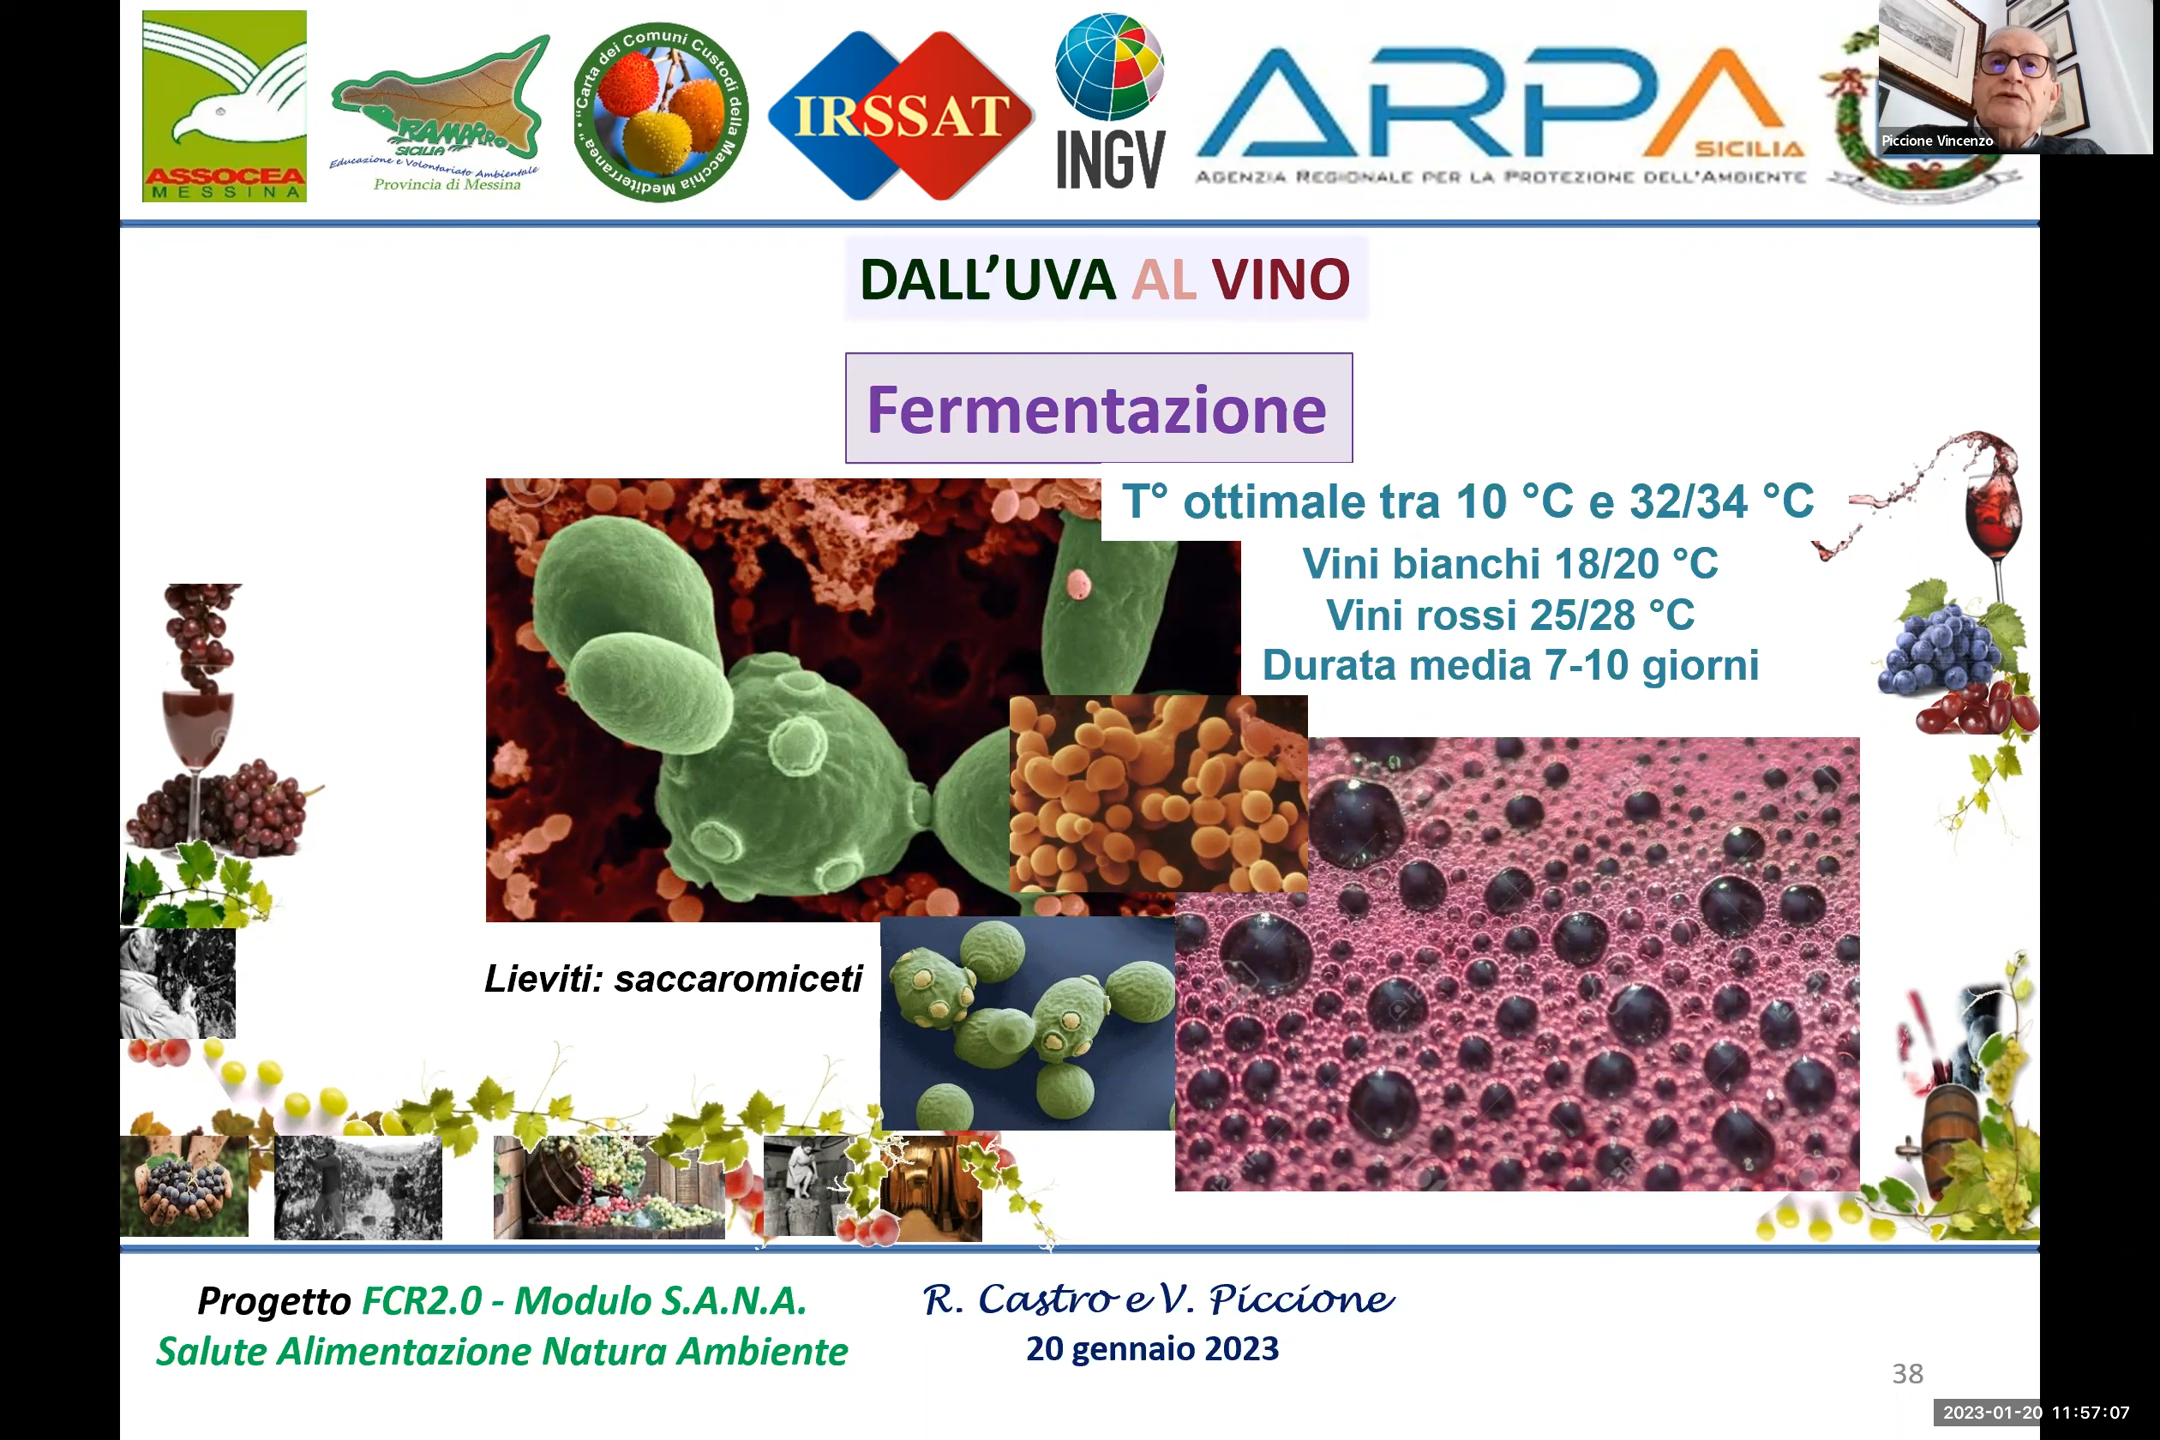 ASSOCEA
MESSINA
RAMARRO
SICILIA
Educazione e Volontariato Ambientale
Provincia di Messina
"Carta dei Comuni Custodi della Macchia Mediterranea"
IRSSAT
INGV
ARPA
SICILIA
AGENZIA REGIONALE PER LA PROTEZIONE DELL'AMBIENTE
Piccione Vincenzo
DALL'UVA AL VINO
Fermentazione
T° ottimale tra 10 °C e 32/34 °C
Vini bianchi 18/20 °C
Vini rossi 25/28 °C
Durata media 7-10 giorni
Lieviti: saccaromiceti
Progetto FCR2.0 - Modulo S.A.N.A.
Salute Alimentazione Natura Ambiente
R. Castro e V. Piccione
20 gennaio 2023
38
2023-01-20 11:57:07